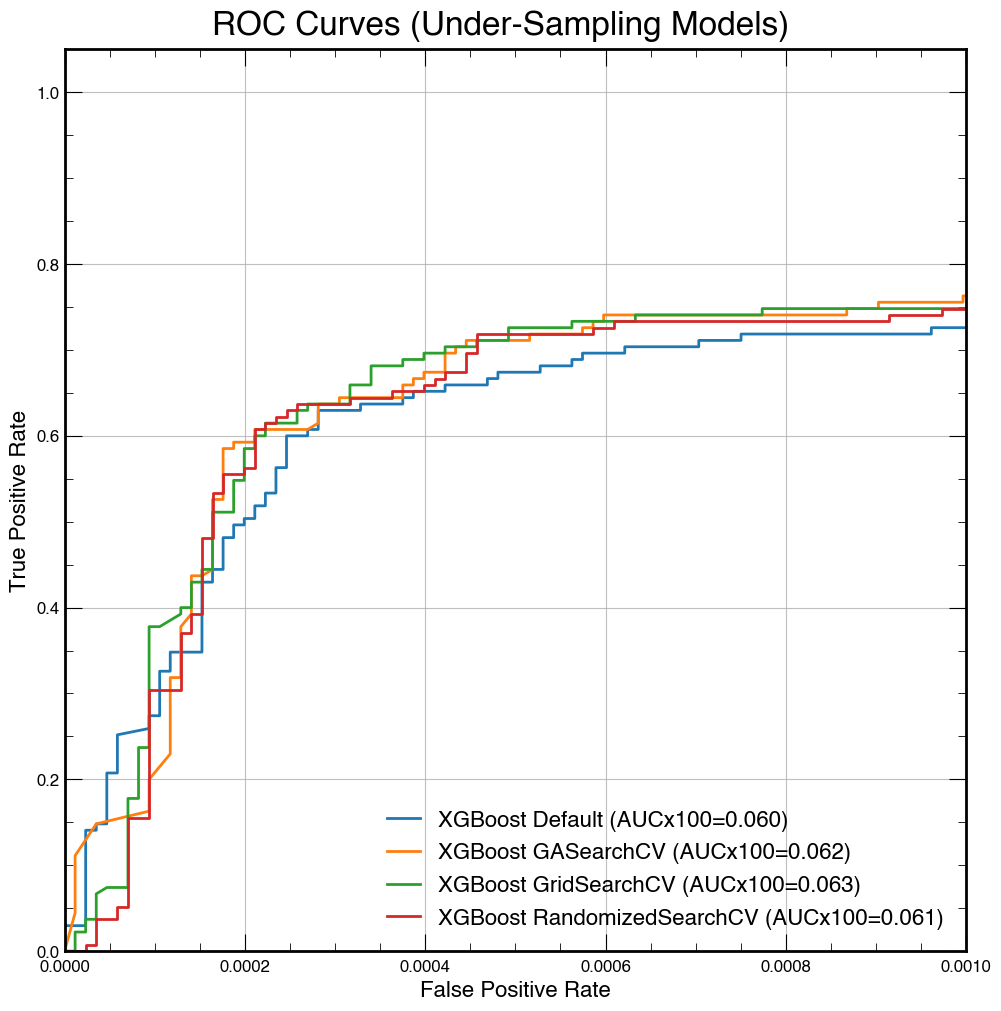 ROC Curves (Under-Sampling Models)
True Positive Rate
1.0
0.8
0.6
0.4
0.2
0.0
XGBoost Default (AUCx100=0.060)
XGBoost GASearchCV (AUCx100=0.062)
XGBoost GridSearchCV (AUCx100=0.063)
XGBoost RandomizedSearchCV (AUCx100=0.061)
0.0000 0.0002 0.0004 0.0006 0.0008 0.0010
False Positive Rate